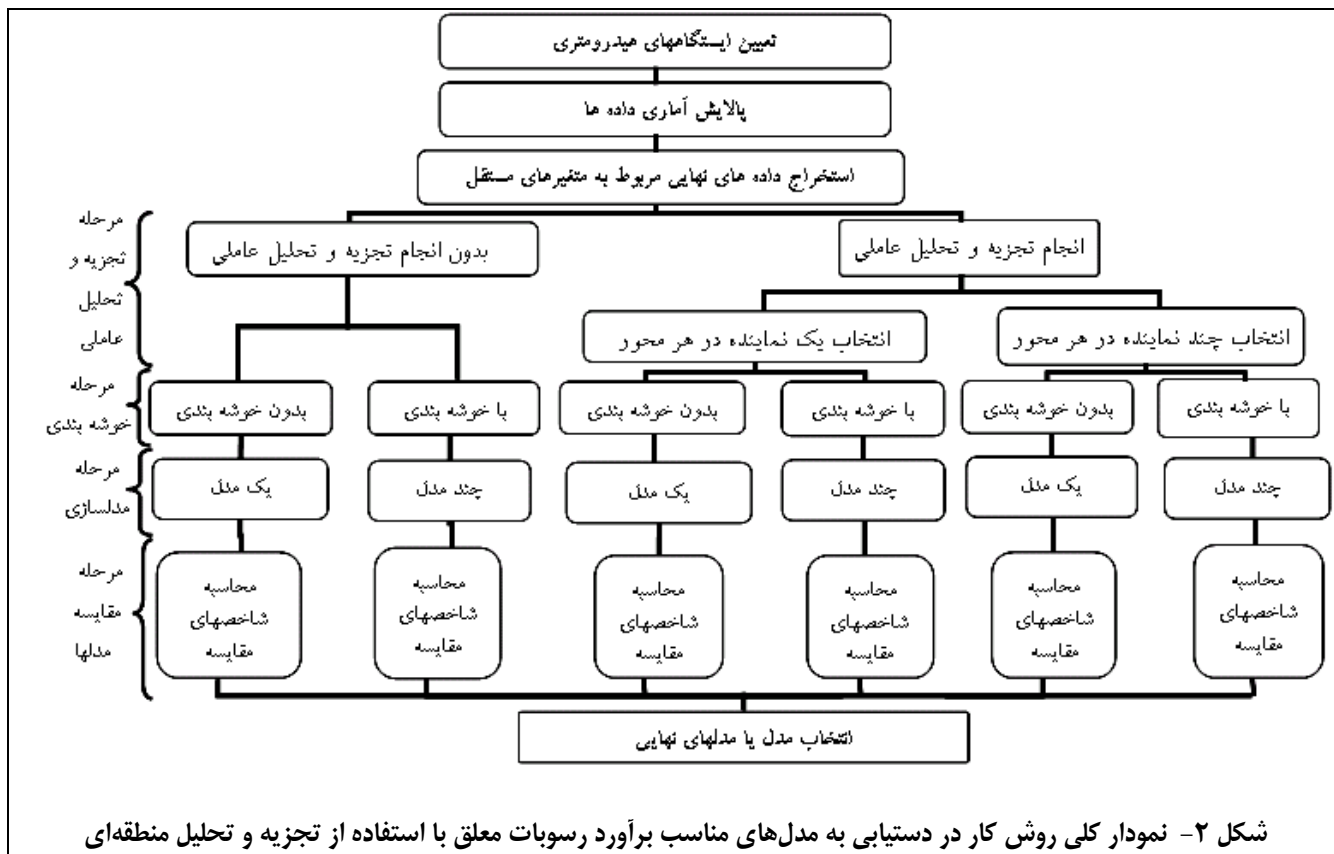 تعیین ایستگاههای هیدرومتری
پالایش آماری داده ها
استخراج داده های نهایی مربوط به متغیرهای مستقل
مرحله
تجزیه و
تحلیل
عاملی
انجام تجزیه و تحلیل عاملی
بدون انجام تجزیه و تحلیل عاملی
انتخاب چند نماینده در هر محور
انتخاب یک نماینده در هر محور
مرحله
خوشه بندی
با خوشه بندی
بدون خوشه بندی
با خوشه بندی
بدون خوشه بندی
با خوشه بندی
بدون خوشه بندی
مرحله
مدلسازی
چند مدل
یک مدل
چند مدل
یک مدل
چند مدل
یک مدل
مرحله
مقایسه
مدلها
محاسبه
شاخصهای
مقایسه
محاسبه
شاخصهای
مقایسه
محاسبه
شاخصهای
مقایسه
محاسبه
شاخصهای
مقایسه
محاسبه
شاخصهای
مقایسه
محاسبه
شاخصهای
مقایسه
انتخاب مدل یا مدلهای نهایی
شکل ۲- نمودار کلی روش کار در دستیابی به مدل‌های مناسب برآورد رسوبات معلق با استفاده از تجزیه و تحلیل منطقه‌ای